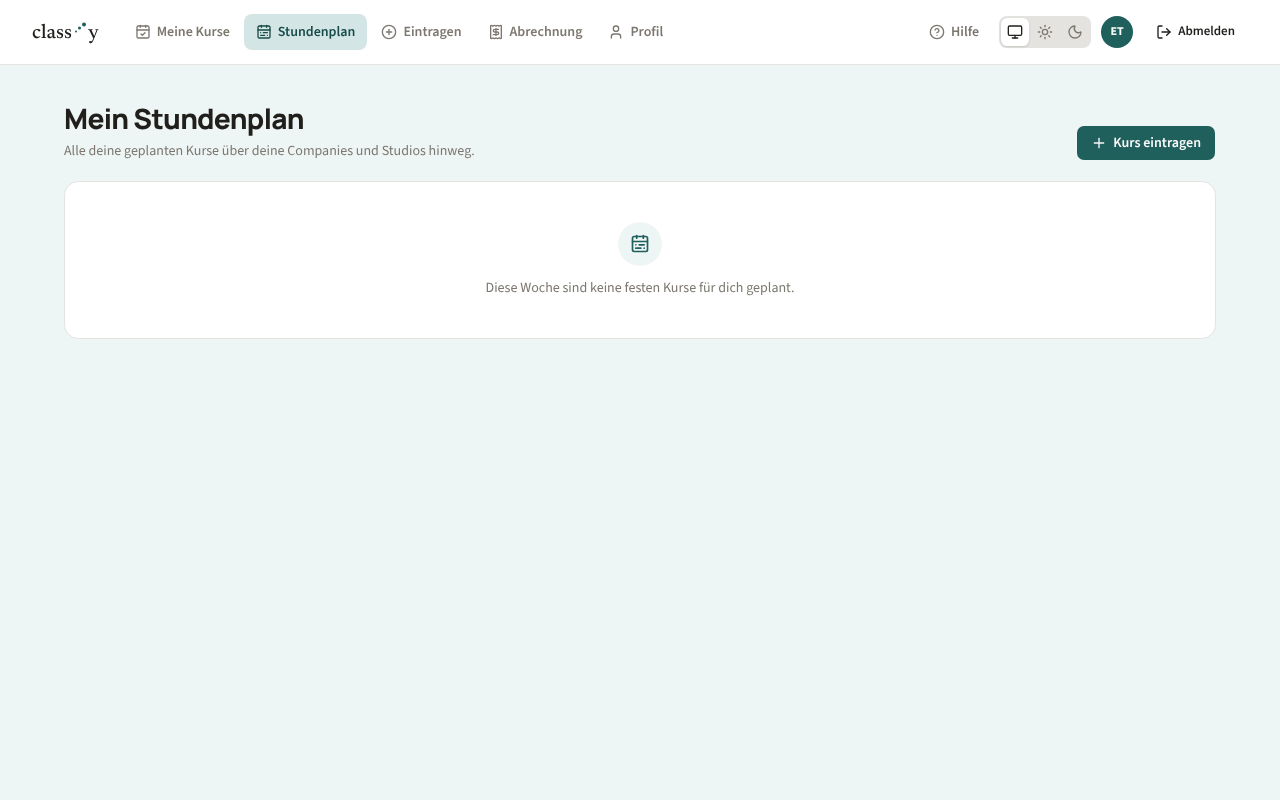 class y
Meine Kurse
Stundenplan
Eintragen
Abrechnung
Profil
Hilfe
ET
Abmelden
Mein Stundenplan
Alle deine geplanten Kurse über deine Companies und Studios hinweg.
Kurs eintragen
Diese Woche sind keine festen Kurse für dich geplant.